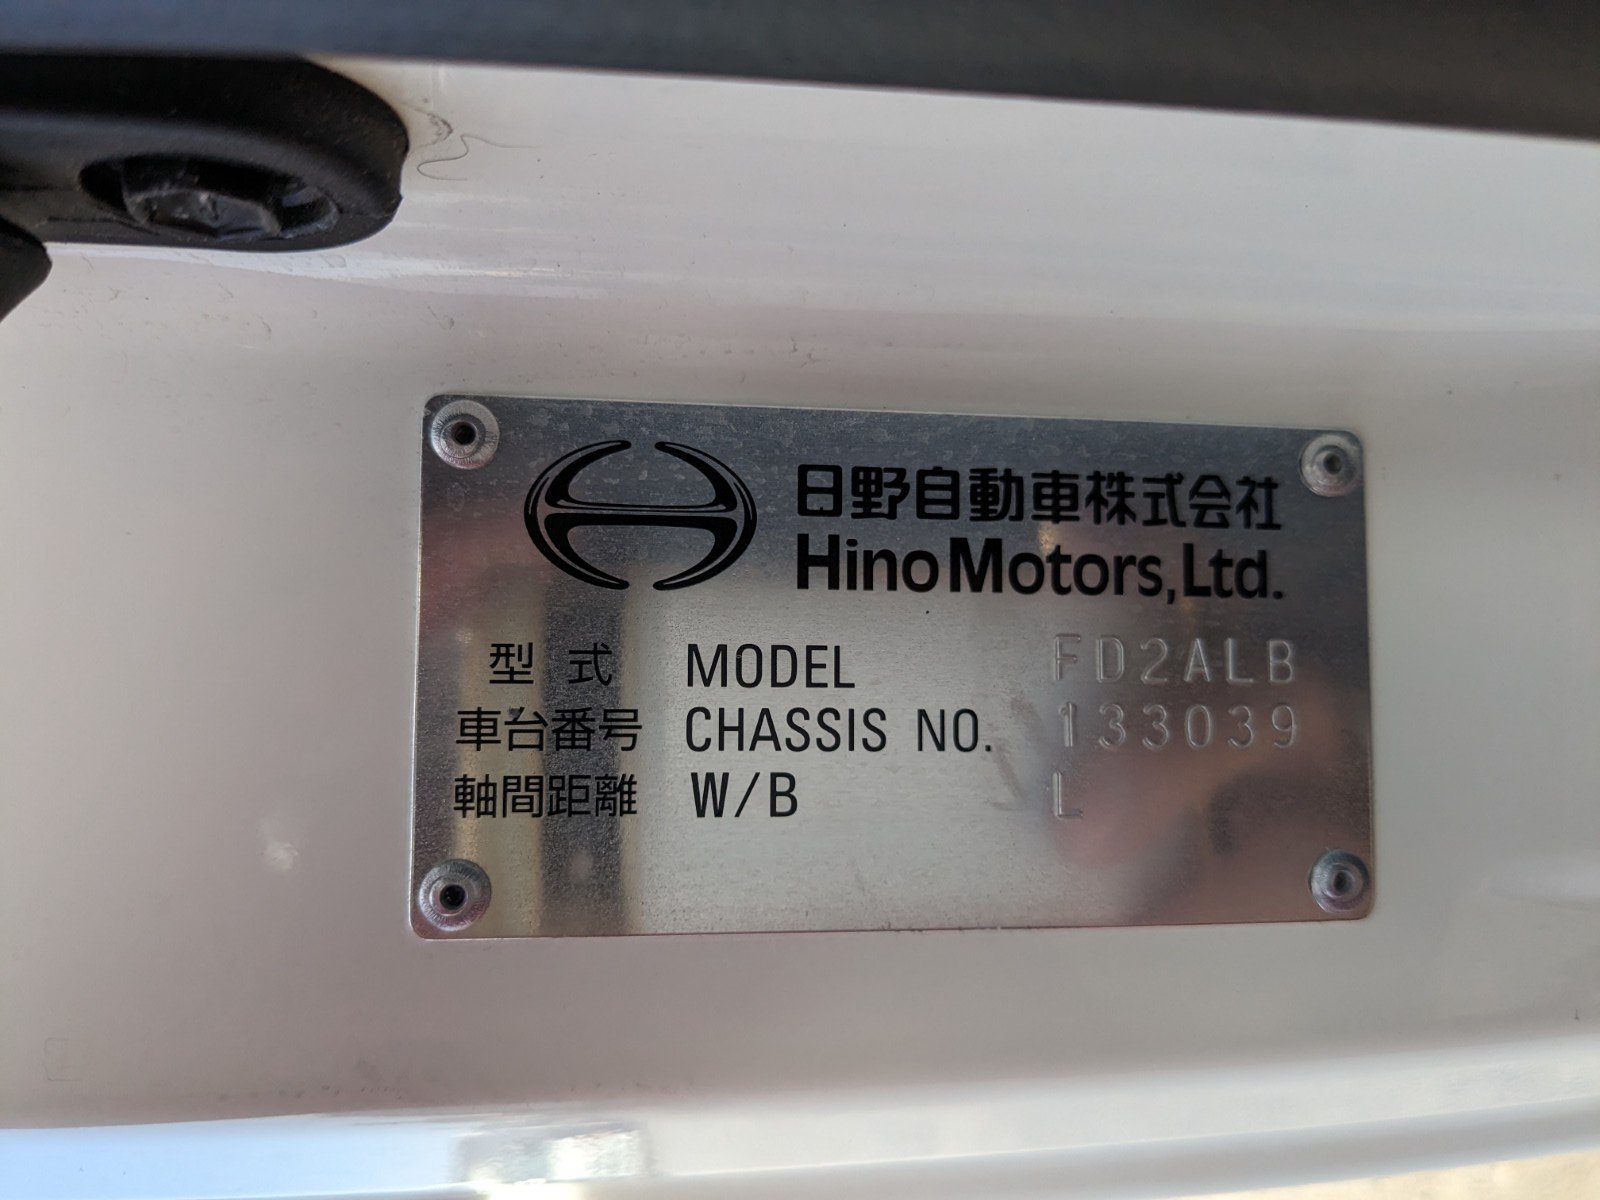 日野自動車株式会社
Hino Motors, Ltd.
型式 MODEL FD2ALB
車台番号 CHASSIS NO. 133039
軸間距離 W/B L